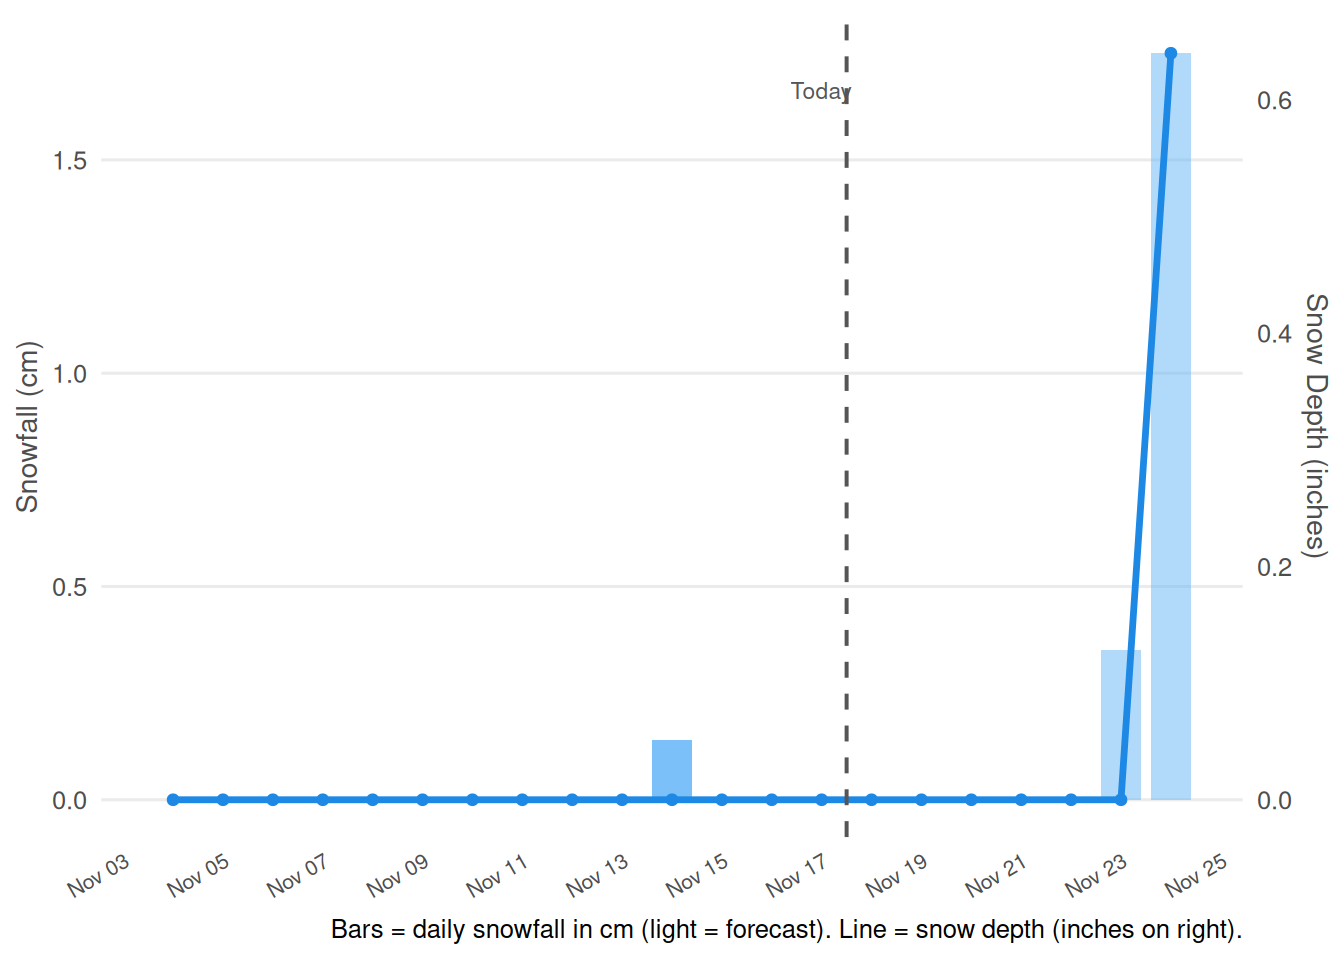 Today
1.5
1.0
0.5
0.0
Snowfall (cm)
0.6
0.4
0.2
0.0
Snow Depth (inches)
Nov 03
Nov 05
Nov 07
Nov 09
Nov 11
Nov 13
Nov 15
Nov 17
Nov 19
Nov 21
Nov 23
Nov 25
Bars = daily snowfall in cm (light = forecast). Line = snow depth (inches on right).